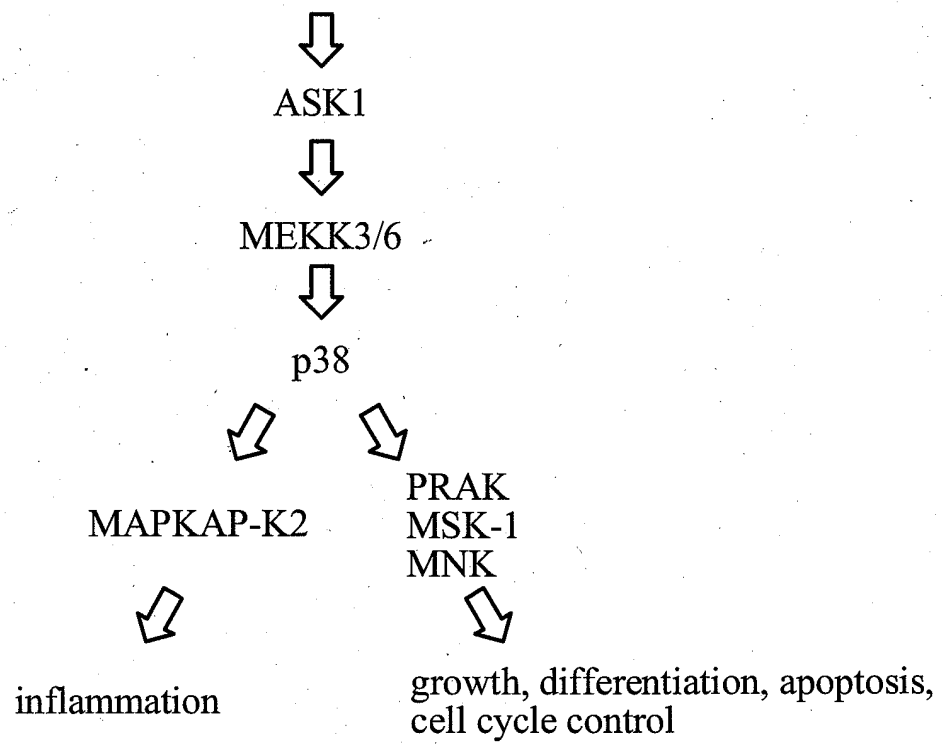 ASK1
MEKK3/6
p38
MAPKAP-K2
PRAK
MSK-1
MNK
inflammation
growth, differentiation, apoptosis,
cell cycle control